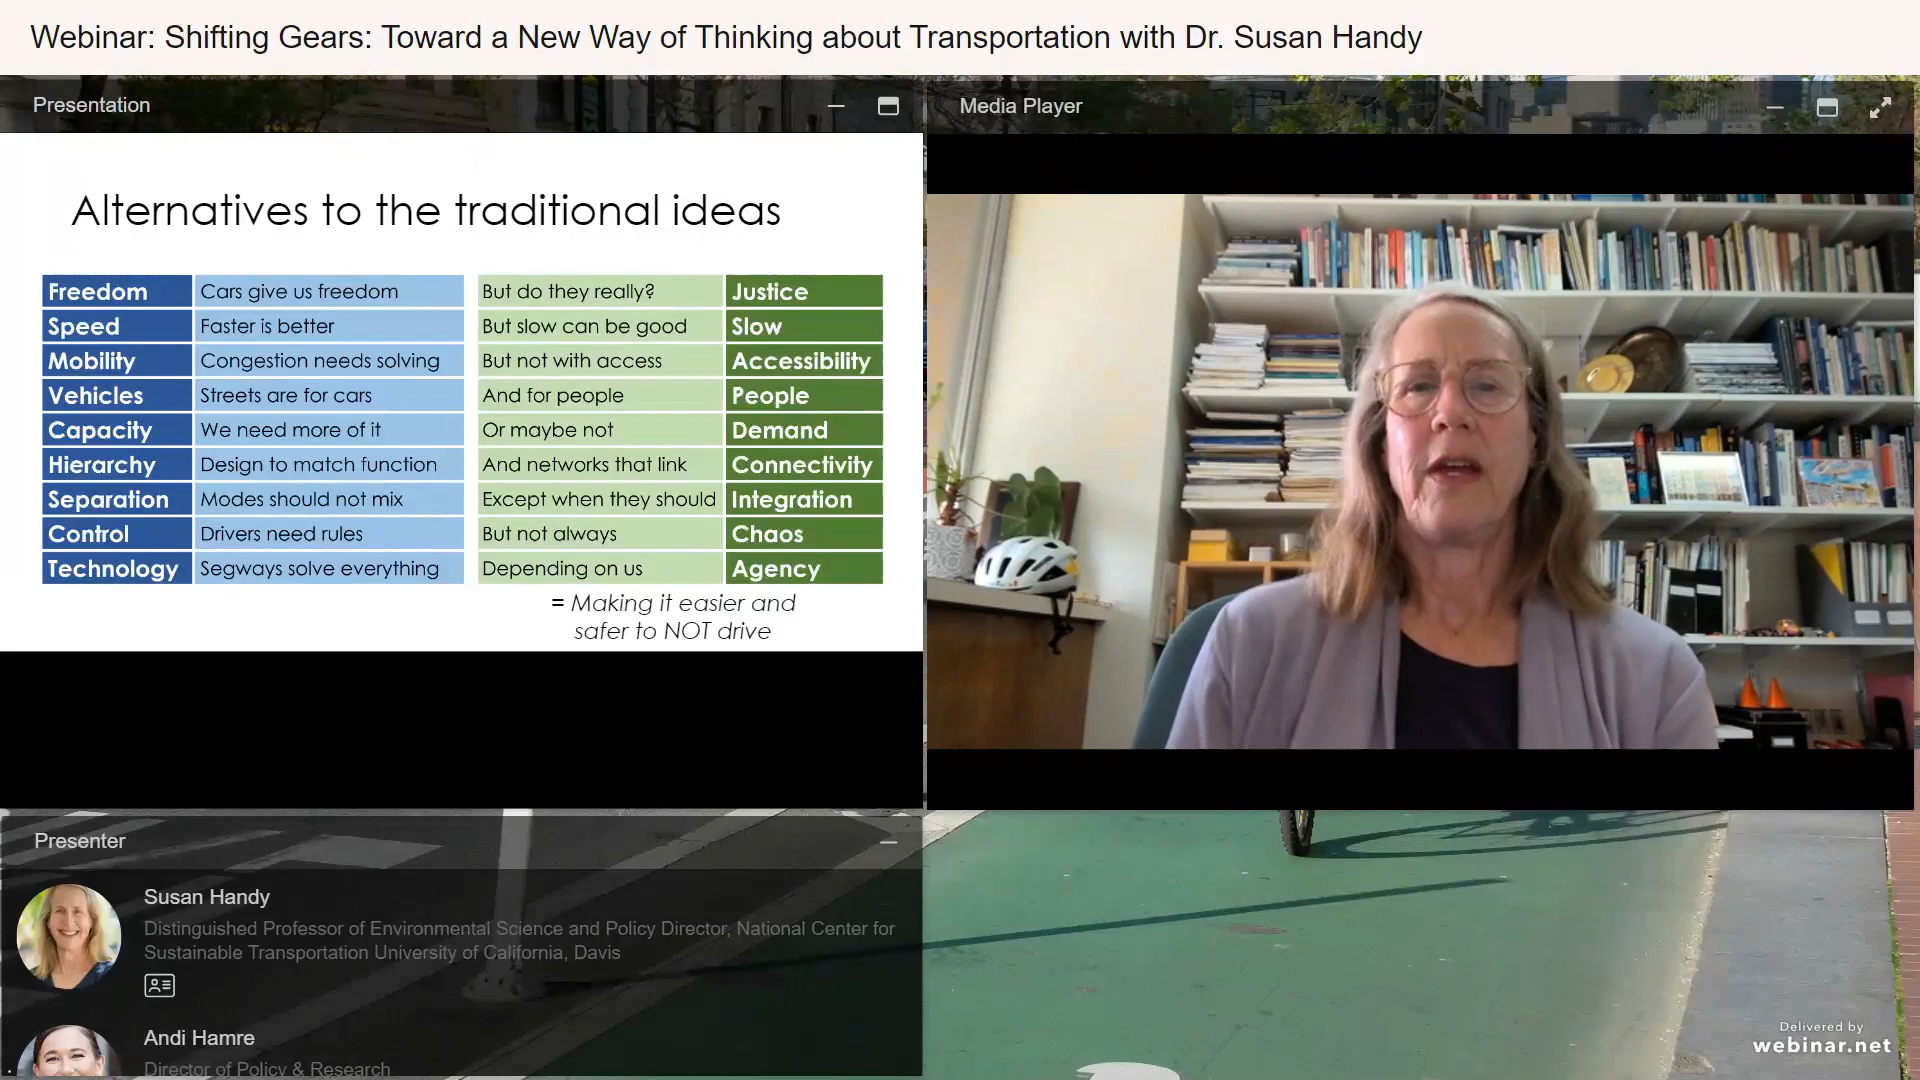 Webinar: Shifting Gears: Toward a New Way of Thinking about Transportation with Dr. Susan Handy
Presentation
Media Player
Alternatives to the traditional ideas
Freedom Cars give us freedom But do they really? Justice
Speed Faster is better But slow can be good Slow
Mobility Congestion needs solving But not with access Accessibility
Vehicles Streets are for cars And for people People
Capacity We need more of it Or maybe not Demand
Hierarchy Design to match function And networks that link Connectivity
Separation Modes should not mix Except when they should Integration
Control Drivers need rules But not always Chaos
Technology Segways solve everything Depending on us Agency
= Making it easier and
safer to NOT drive
Presenter
Susan Handy
Distinguished Professor of Environmental Science and Policy Director, National Center for
Sustainable Transportation University of California, Davis
Andi Hamre
Director of Policy & Research
Delivered by
webinar.net